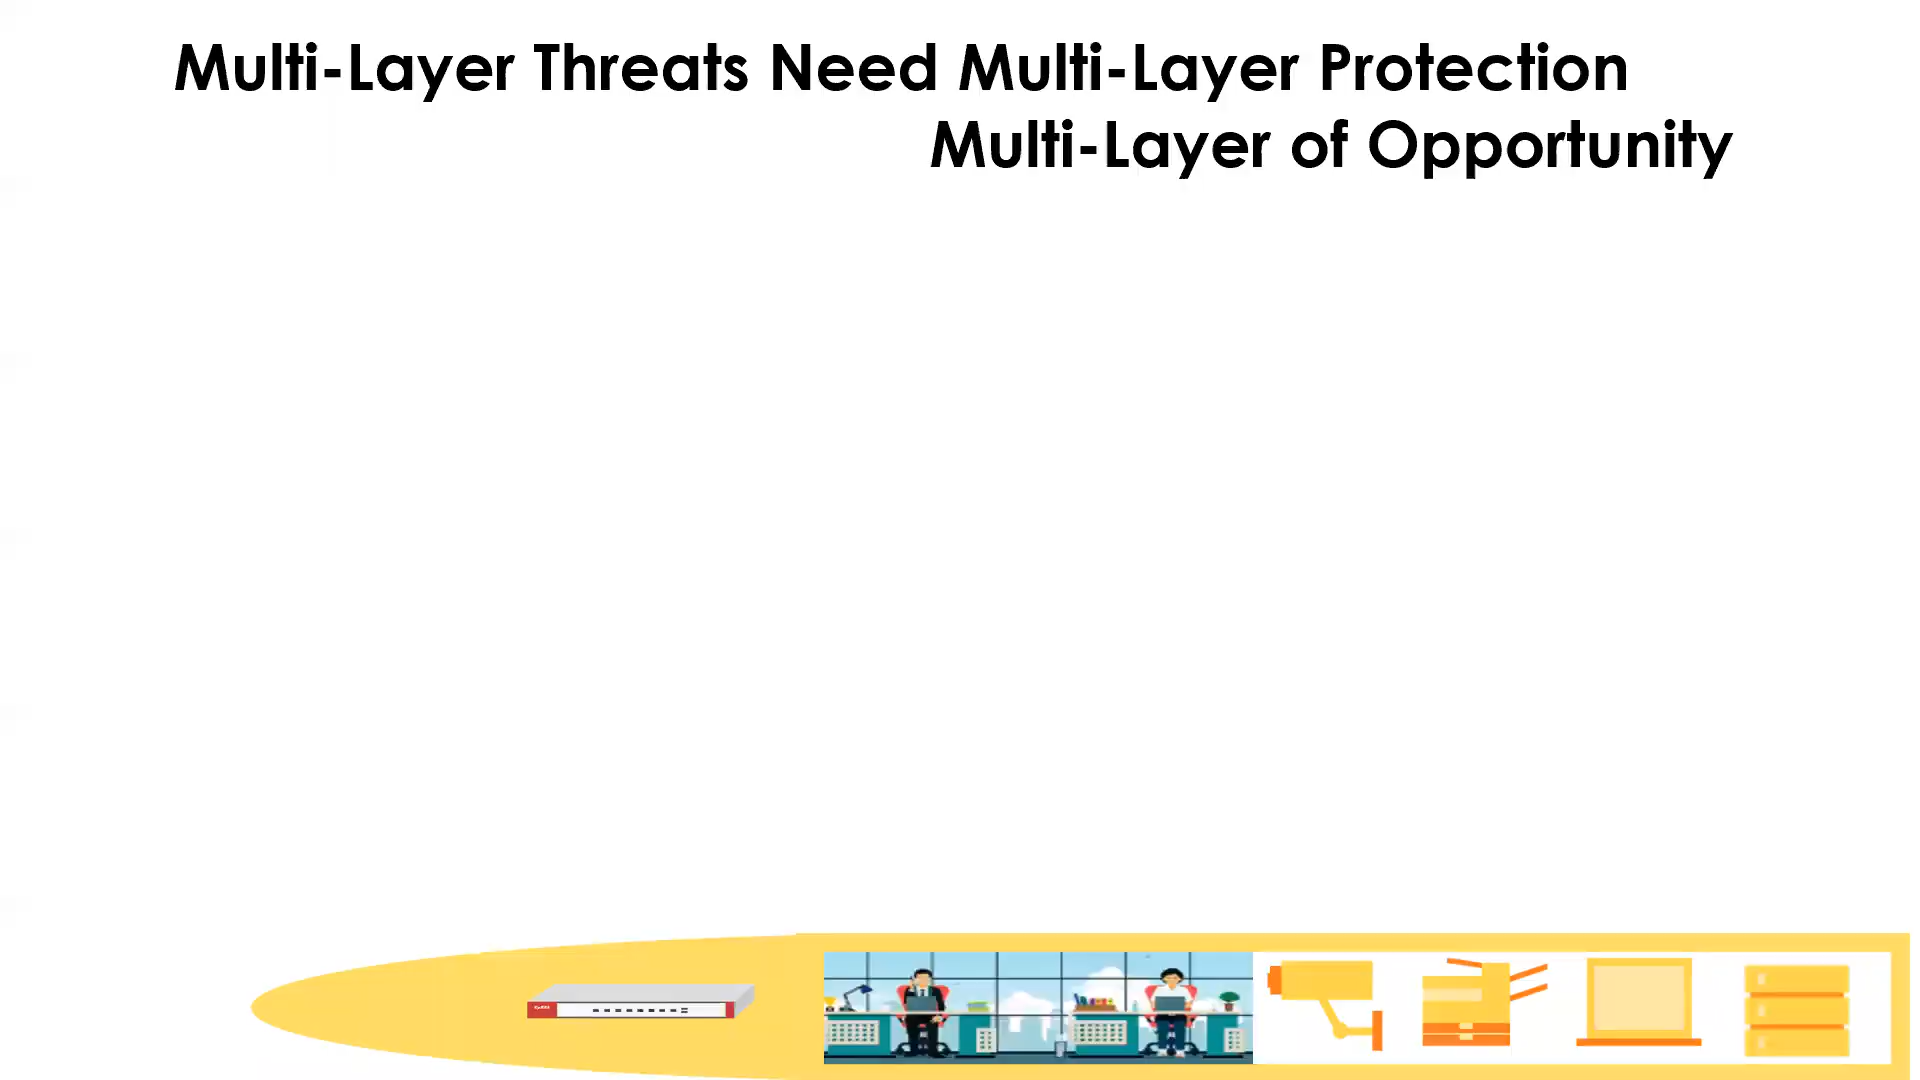 Multi-Layer Threats Need Multi-Layer Protection
Multi-Layer of Opportunity